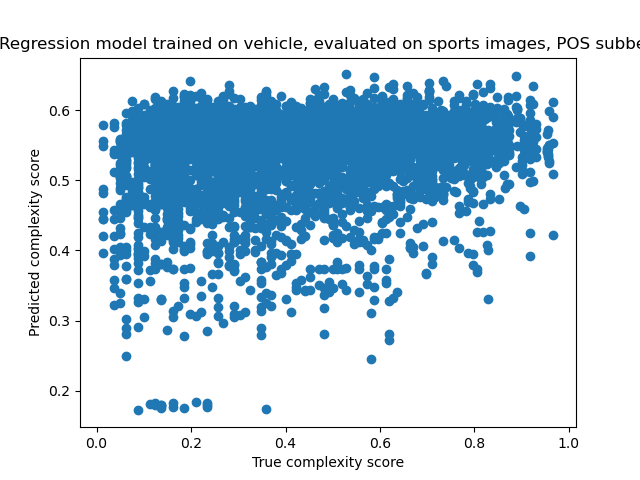 Regression model trained on vehicle, evaluated on sports images, POS
0.6
0.5
0.4
0.3
0.2
Predicted complexity score
0.0 0.2 0.4 0.6 0.8 1.0
True complexity score